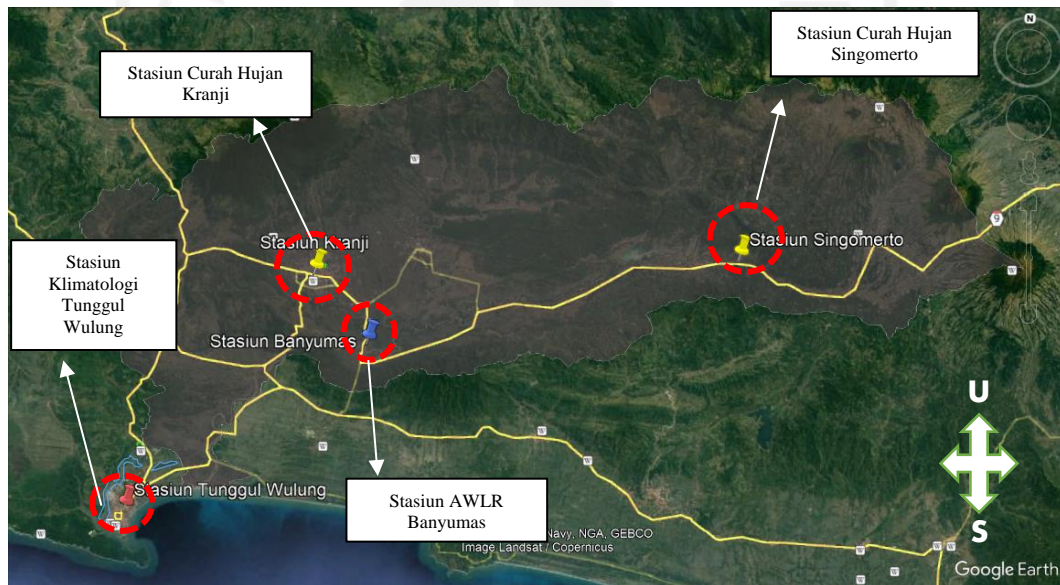 Stasiun Curah Hujan
Kranji
Stasiun Curah Hujan
Singomerto
Stasiun
Klimatologi
Tunggul
Wulung
Stasiun Kranji
Stasiun Singomerto
Stasiun Banyumas
Stasiun Tunggul Wulung
Stasiun AWLR
Banyumas
N
9
W
W
W
W
W
W
W
W
W
W
W
W
U
S
Navy, NGA, GEBCO
Image Landsat / Copernicus
Google Earth